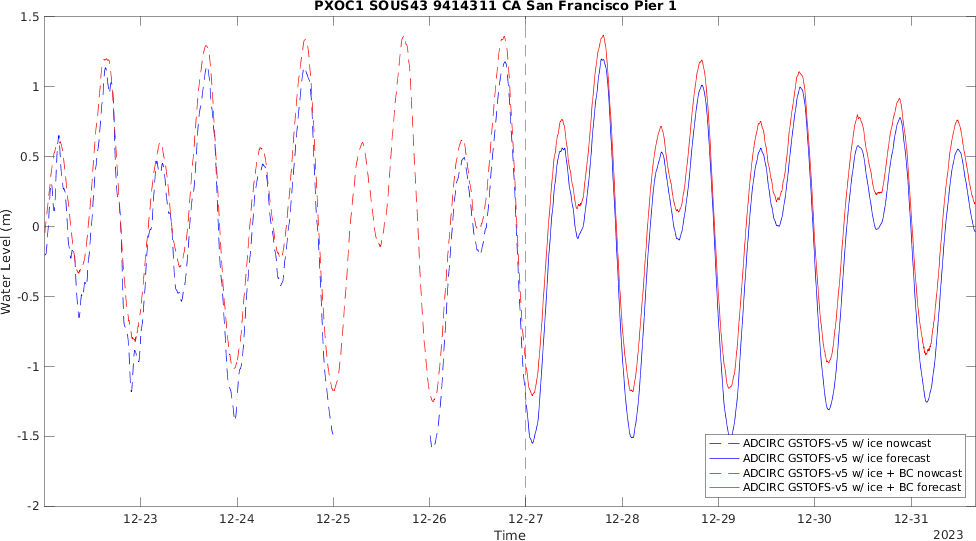 PXOC1 SOUS43 9414311 CA San Francisco Pier 1
1.5
1
0.5
0
-0.5
-1
-1.5
-2
Water Level (m)
12-23
12-24
12-25
12-26
12-27
12-28
12-29
12-30
12-31
Time
2023
ADCIRC GSTOFS-v5 w/ ice nowcast
ADCIRC GSTOFS-v5 w/ ice forecast
ADCIRC GSTOFS-v5 w/ ice + BC nowcast
ADCIRC GSTOFS-v5 w/ ice + BC forecast